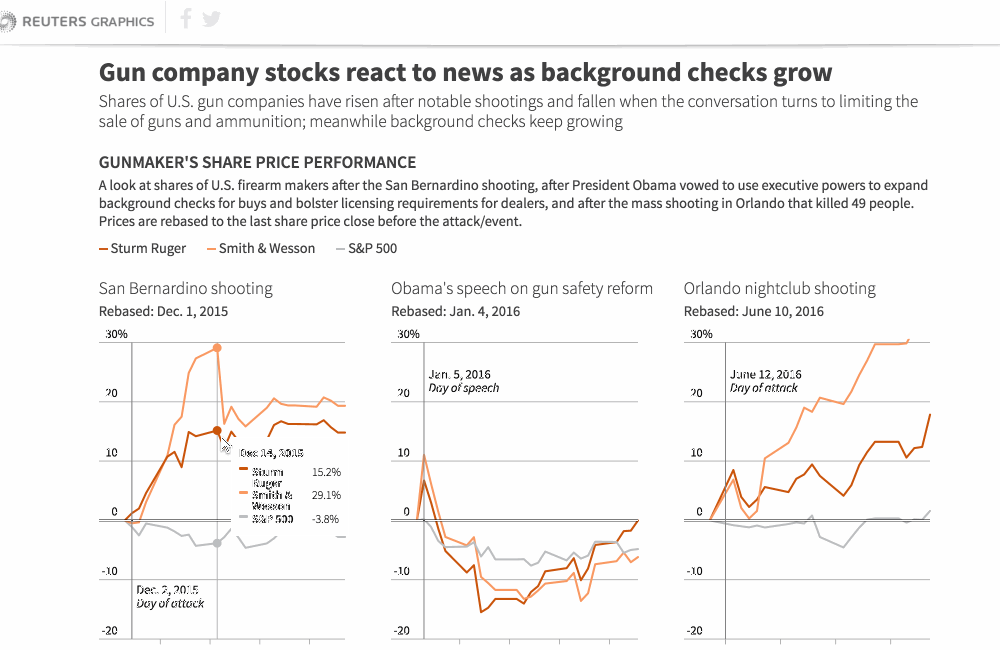 REUTERS GRAPHICS
Gun company stocks react to news as background checks grow
Shares of U.S. gun companies have risen after notable shootings and fallen when the conversation turns to limiting the
sale of guns and ammunition; meanwhile background checks keep growing
GUNMAKER'S SHARE PRICE PERFORMANCE
A look at shares of U.S. firearm makers after the San Bernardino shooting, after President Obama vowed to use executive powers to expand
background checks for buys and bolster licensing requirements for dealers, and after the mass shooting in Orlando that killed 49 people.
Prices are rebased to the last share price close before the attack/event.
Sturm Ruger Smith & Wesson S&P 500
San Bernardino shooting
Rebased: Dec. 1, 2015
30%
20
10
0
-10
-20
Dec. 14, 2015
Sturm
Ruger 15.2%
Smith &
Wesson 29.1%
S&P 500 -3.8%
Dec. 2, 2015
Day of attack
Obama's speech on gun safety reform
Rebased: Jan. 4, 2016
30%
20
10
0
-10
-20
Jan. 5, 2016
Day of speech
Orlando nightclub shooting
Rebased: June 10, 2016
30%
20
10
0
-10
-20
June 12, 2016
Day of attack